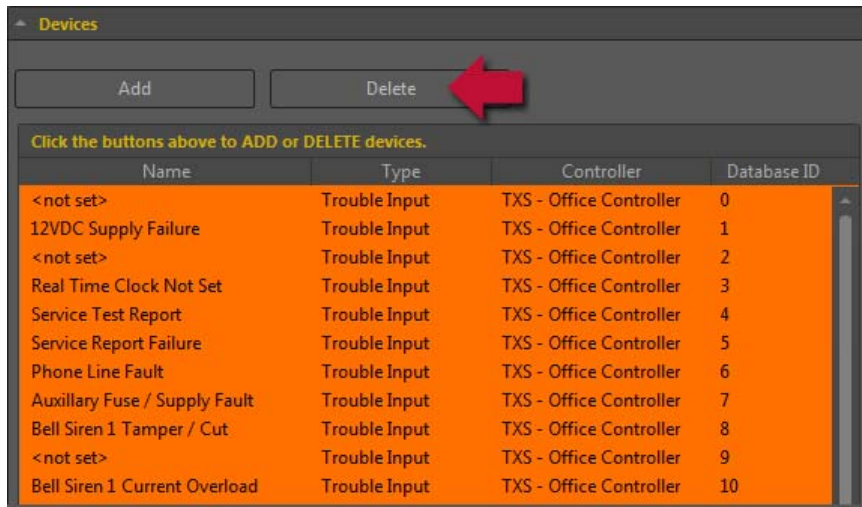 Devices
Add Delete
Click the buttons above to ADD or DELETE devices.
Name Type Controller Database ID
<not set> Trouble Input TXS - Office Controller 0
12VDC Supply Failure Trouble Input TXS - Office Controller 1
<not set> Trouble Input TXS - Office Controller 2
Real Time Clock Not Set Trouble Input TXS - Office Controller 3
Service Test Report Trouble Input TXS - Office Controller 4
Service Report Failure Trouble Input TXS - Office Controller 5
Phone Line Fault Trouble Input TXS - Office Controller 6
Auxillary Fuse / Supply Fault Trouble Input TXS - Office Controller 7
Bell Siren 1 Tamper / Cut Trouble Input TXS - Office Controller 8
<not set> Trouble Input TXS - Office Controller 9
Bell Siren 1 Current Overload Trouble Input TXS - Office Controller 10